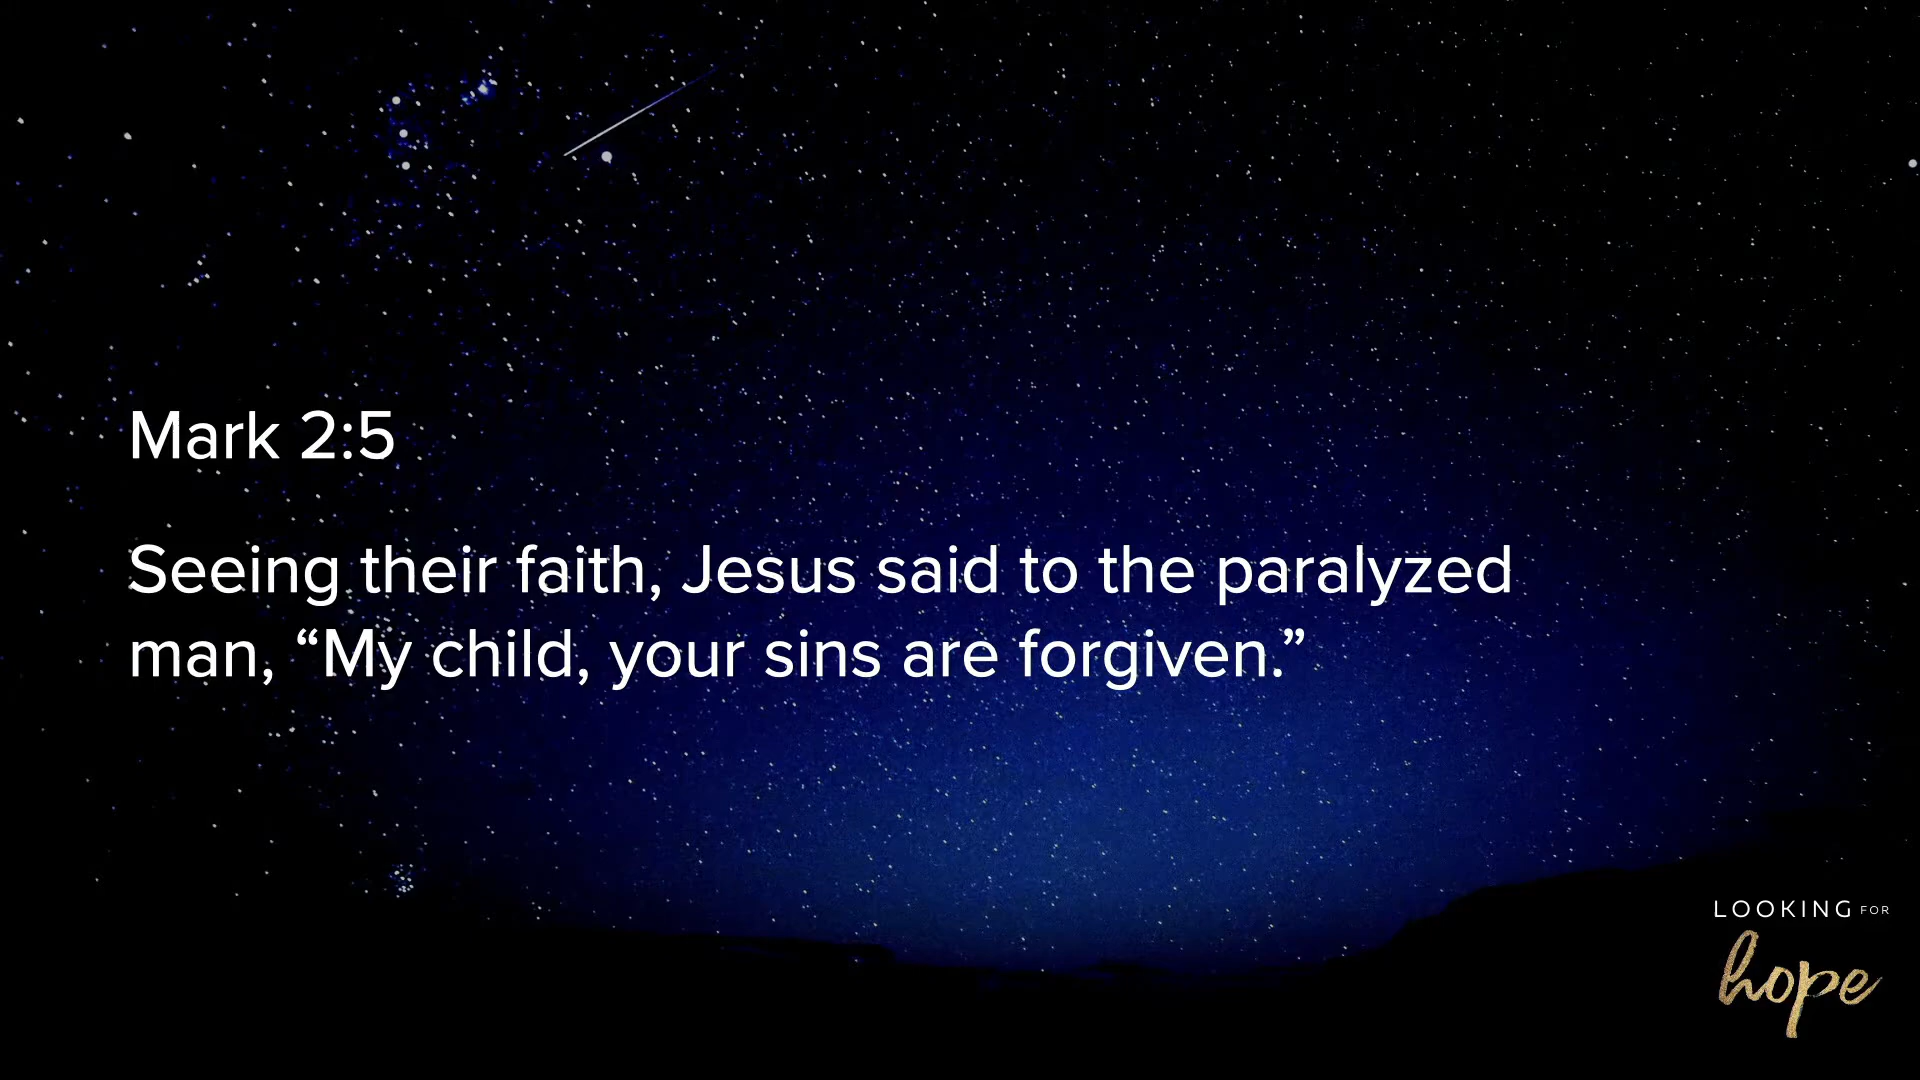 Mark 2:5
Seeing their faith, Jesus said to the paralyzed
man, “My child, your sins are forgiven.”
LOOKING FOR
hope